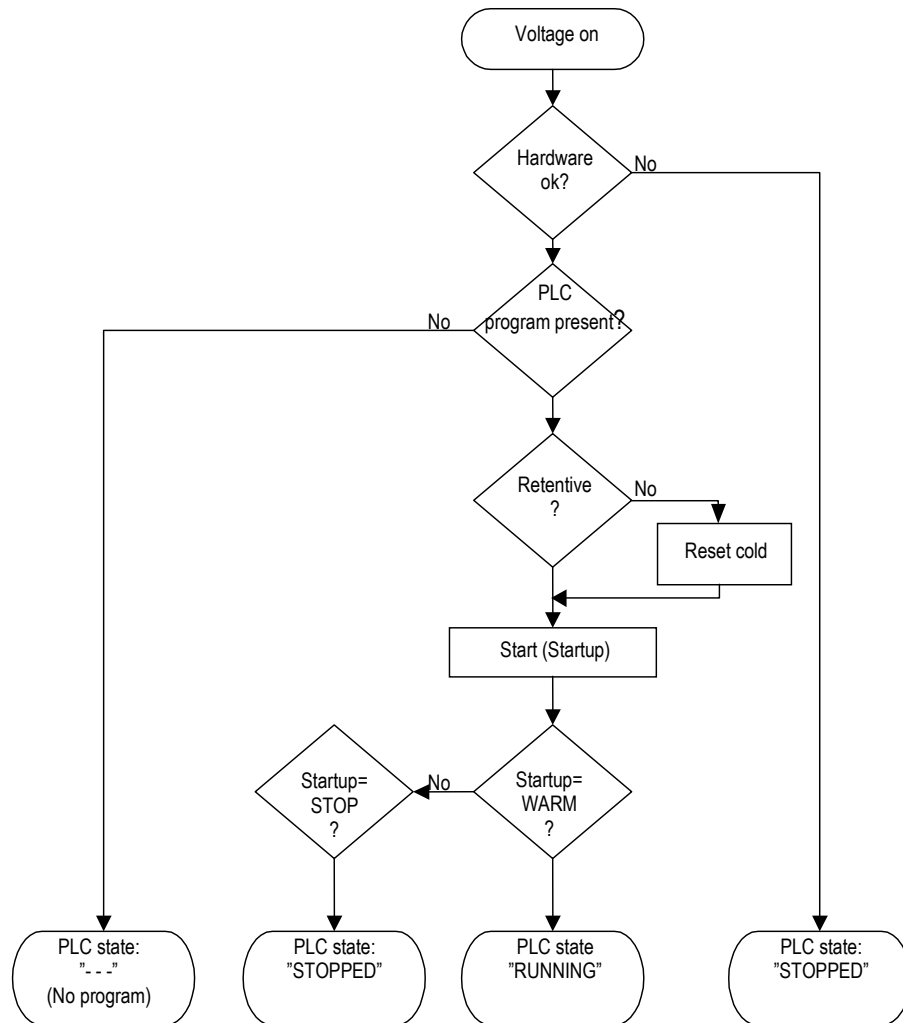 Voltage on
Hardware
ok?
No
PLC
program present?
No
Retentive
?
No
Reset cold
Start (Startup)
Startup=
STOP
?
No
Startup=
WARM
?
PLC state:
"- - -"
(No program)
PLC state:
"STOPPED"
PLC state
"RUNNING"
PLC state:
"STOPPED"